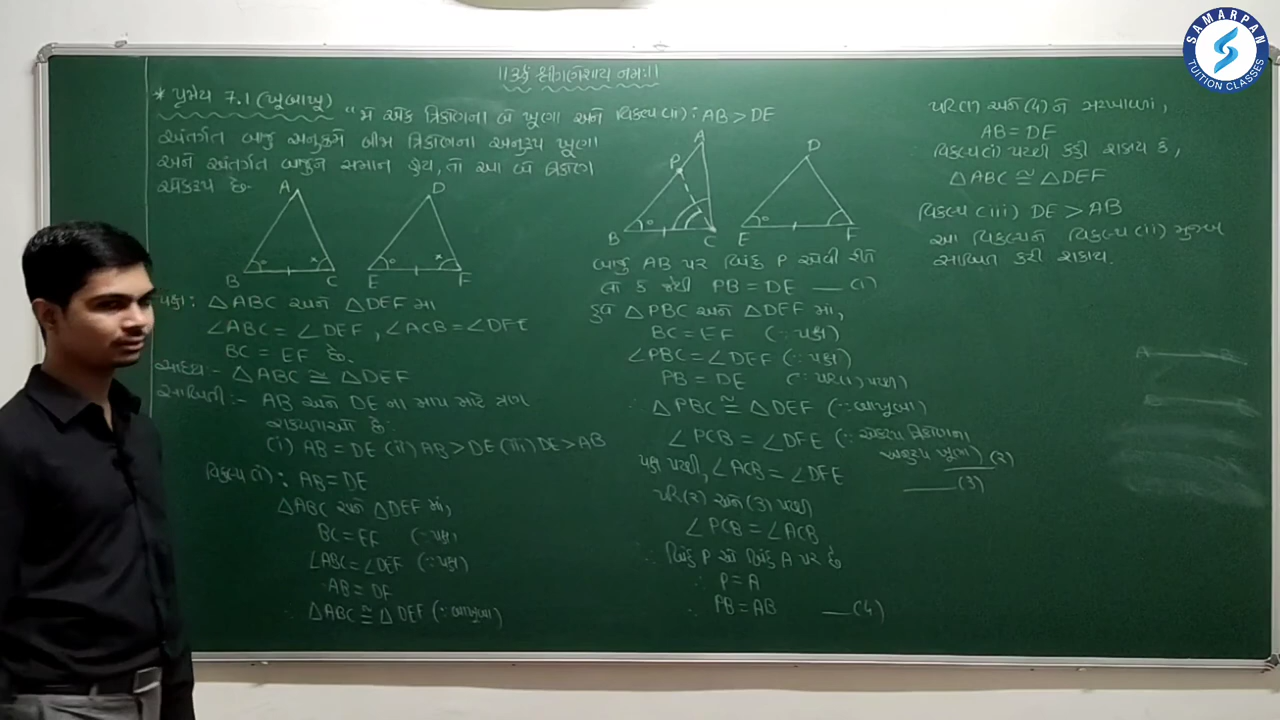 ॥ ૐ શ્રી ગણેશાય નમઃ ॥
* પ્રમેય 7.1 (ખૂબાખૂ)
"જો એક ત્રિકોણના બે ખૂણા અને
અંતર્ગત બાજુ અનુક્રમે બીજા ત્રિકોણના અનુરૂપ ખૂણા
અને અંતર્ગત બાજુને સમાન હોય, તો આ બે ત્રિકોણ
એકરૂપ છે.
A
B C
D
E F
પક્ષ : △ABC અને △DEF માં
∠ABC = ∠DEF , ∠ACB = ∠DFE
BC = EF છે.
સાધ્ય :- △ABC ≅ △DEF
સાબિતી :- AB અને DE ના માપ માટે ત્રણ
શક્યતાઓ છે:
(i) AB = DE (ii) AB > DE (iii) DE > AB
વિકલ્પ (i) : AB = DE
△ABC અને △DEF માં,
BC = EF (∵ પક્ષ)
∠ABC = ∠DEF (∵ પક્ષ)
AB = DE
∴ △ABC ≅ △DEF (∵ બાખૂબા)
વિકલ્પ (ii) : AB > DE
A
P
B C
D
E F
બાજુ AB પર બિંદુ P એવી રીતે
લો કે જેથી PB = DE —(1)
હવે △PBC અને △DEF માં,
BC = EF (∵ પક્ષ)
∠PBC = ∠DEF (∵ પક્ષ)
PB = DE (∵ પરિ(1) પરથી)
∴ △PBC ≅ △DEF (∵ બાખૂબા)
∠PCB = ∠DFE (∵ એકરૂપ ત્રિકોણના
અનુરૂપ ખૂણા) —(2)
પક્ષ પરથી, ∠ACB = ∠DFE —(3)
પરિ(2) અને (3) પરથી
∠PCB = ∠ACB
∴ બિંદુ P એ બિંદુ A પર છે
∴ P = A
∴ PB = AB —(4)
પરિ(1) અને (4) ને સરખાવતાં,
AB = DE
વિકલ્પ(i) પરથી કહી શકાય કે,
△ABC ≅ △DEF
વિકલ્પ (iii) DE > AB
આ વિકલ્પને વિકલ્પ (ii) મુજબ
સાબિત કરી શકાય.
A B
SAMARPAN
TUITION CLASSES